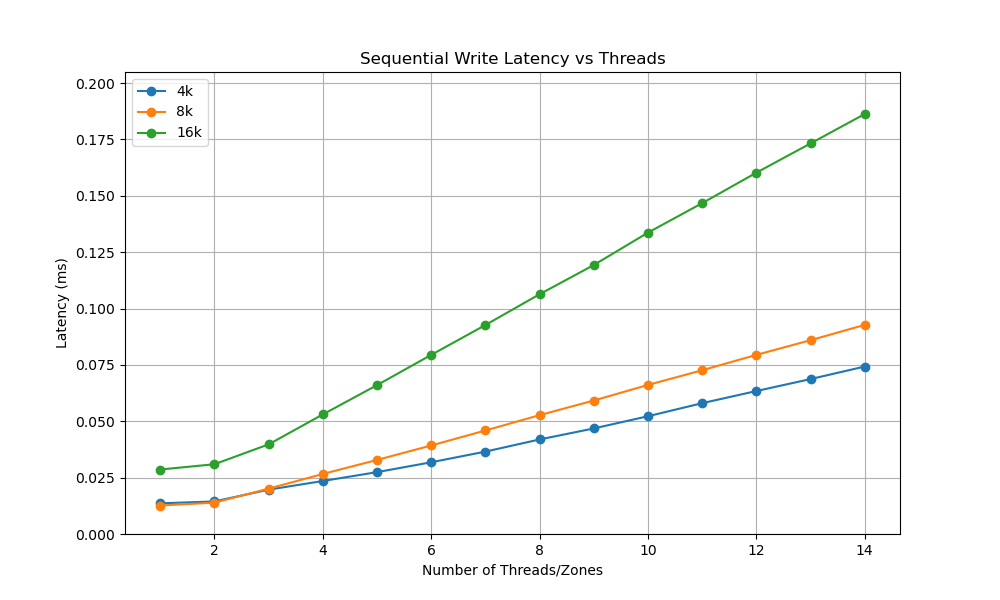 Sequential Write Latency vs Threads
4k
8k
16k
0.200
0.175
0.150
0.125
0.100
0.075
0.050
0.025
0.000
Latency (ms)
2 4 6 8 10 12 14
Number of Threads/Zones